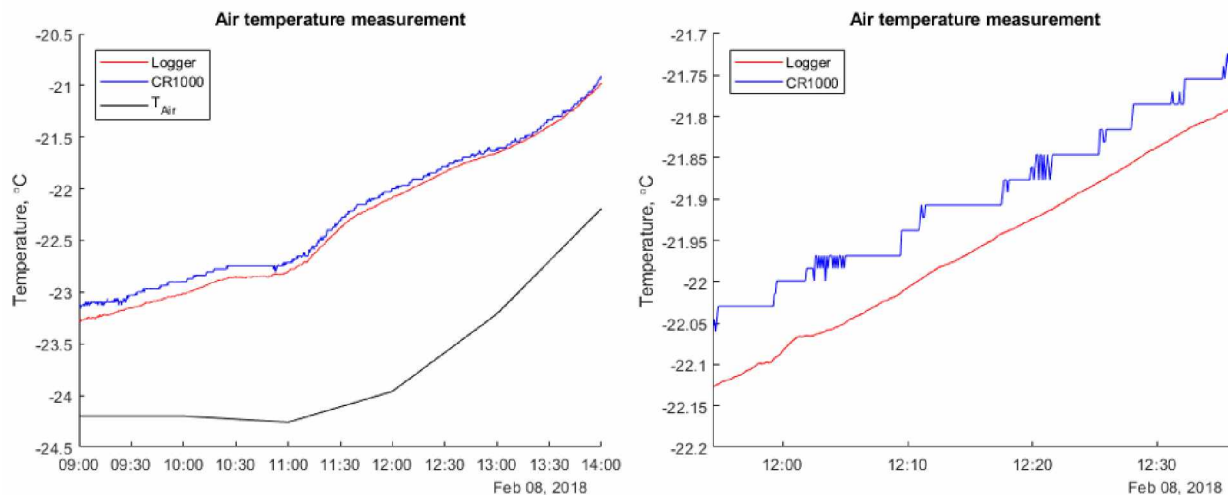 Air temperature measurement
Logger
CR1000
T_Air
Temperature, °C
-20.5
-21
-21.5
-22
-22.5
-23
-23.5
-24
-24.5
09:00 09:30 10:00 10:30 11:00 11:30 12:00 12:30 13:00 13:30 14:00
Feb 08, 2018
Air temperature measurement
Logger
CR1000
Temperature, °C
-21.7
-21.75
-21.8
-21.85
-21.9
-21.95
-22
-22.05
-22.1
-22.15
-22.2
12:00 12:10 12:20 12:30
Feb 08, 2018